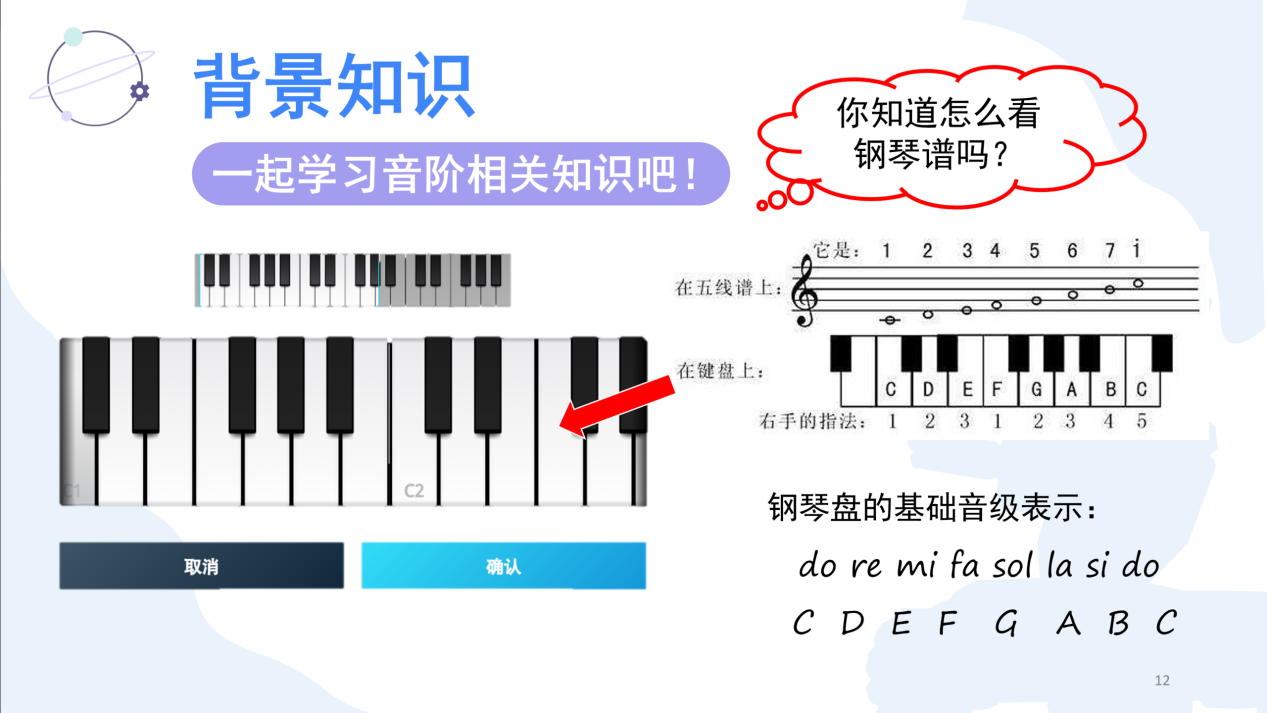 背景知识
一起学习音阶相关知识吧！
你知道怎么看
钢琴谱吗？
它是： 1 2 3 4 5 6 7 i
在五线谱上：
在键盘上：
C D E F G A B C
右手的指法： 1 2 3 1 2 3 4 5
C1 C2
取消 确认
钢琴盘的基础音级表示：
do re mi fa sol la si do
C D E F G A B C
12